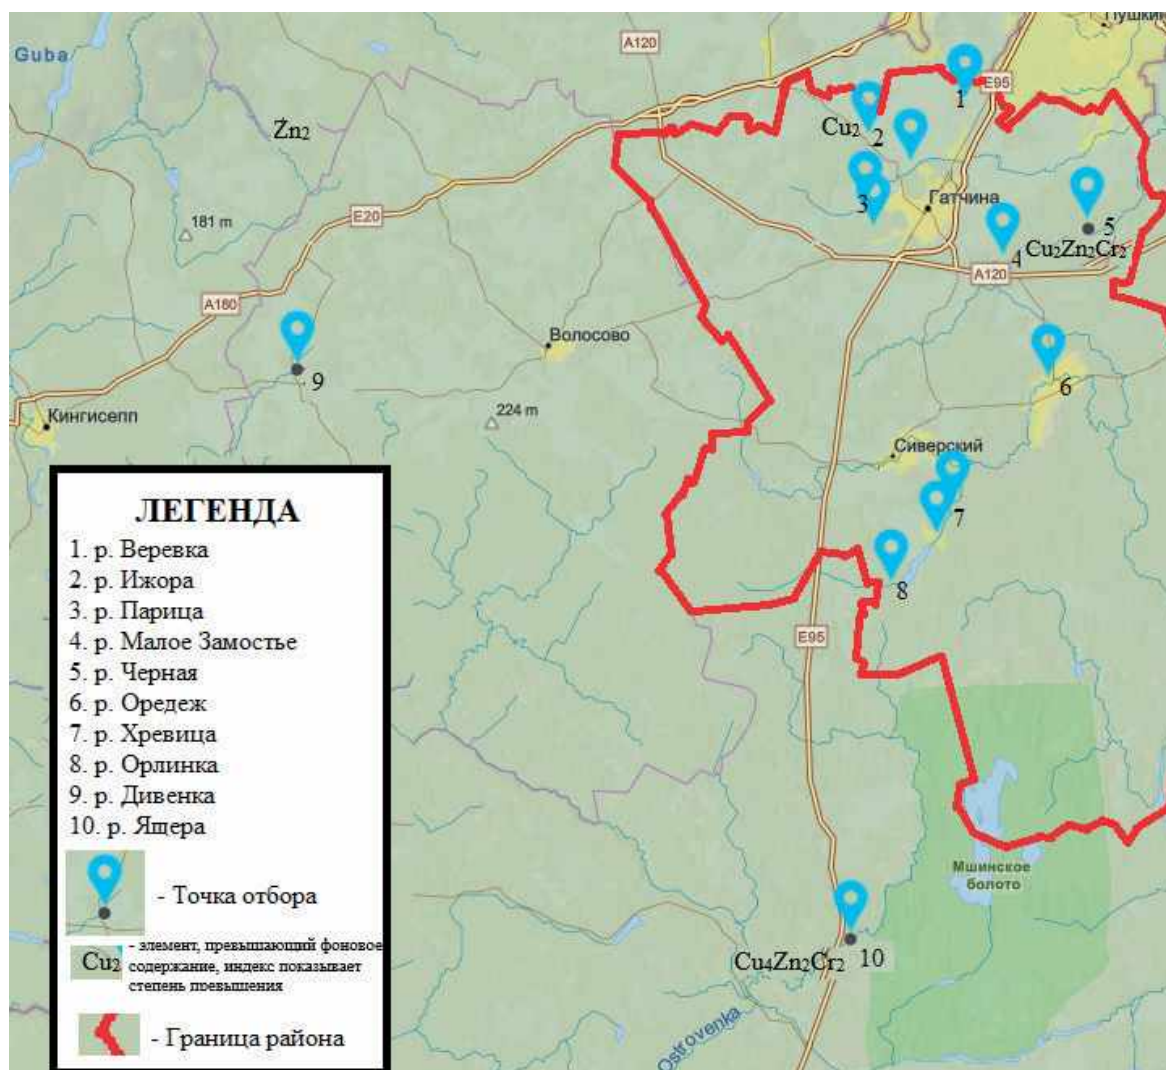 Пушкин
Guba
A120
E95
1
Zn₂
Cu₂
2
181 m
E20
3
Гатчина
5
4
Cu₂Zn₂Cr₂
A120
A180
Волосово
9
6
Кингисепп
224 m
Сиверский
7
8
E95
ЛЕГЕНДА
1. р. Веревка
2. р. Ижора
3. р. Парица
4. р. Малое Замостье
5. р. Черная
6. р. Оредеж
7. р. Хревица
8. р. Орлинка
9. р. Дивенка
10. р. Ящера
- Точка отбора
Cu₂
- элемент, превышающий фоновое
содержание, индекс показывает
степень превышения
- Граница района
Мшинское
болото
Cu₄Zn₂Cr₂
10
Ostrovenka